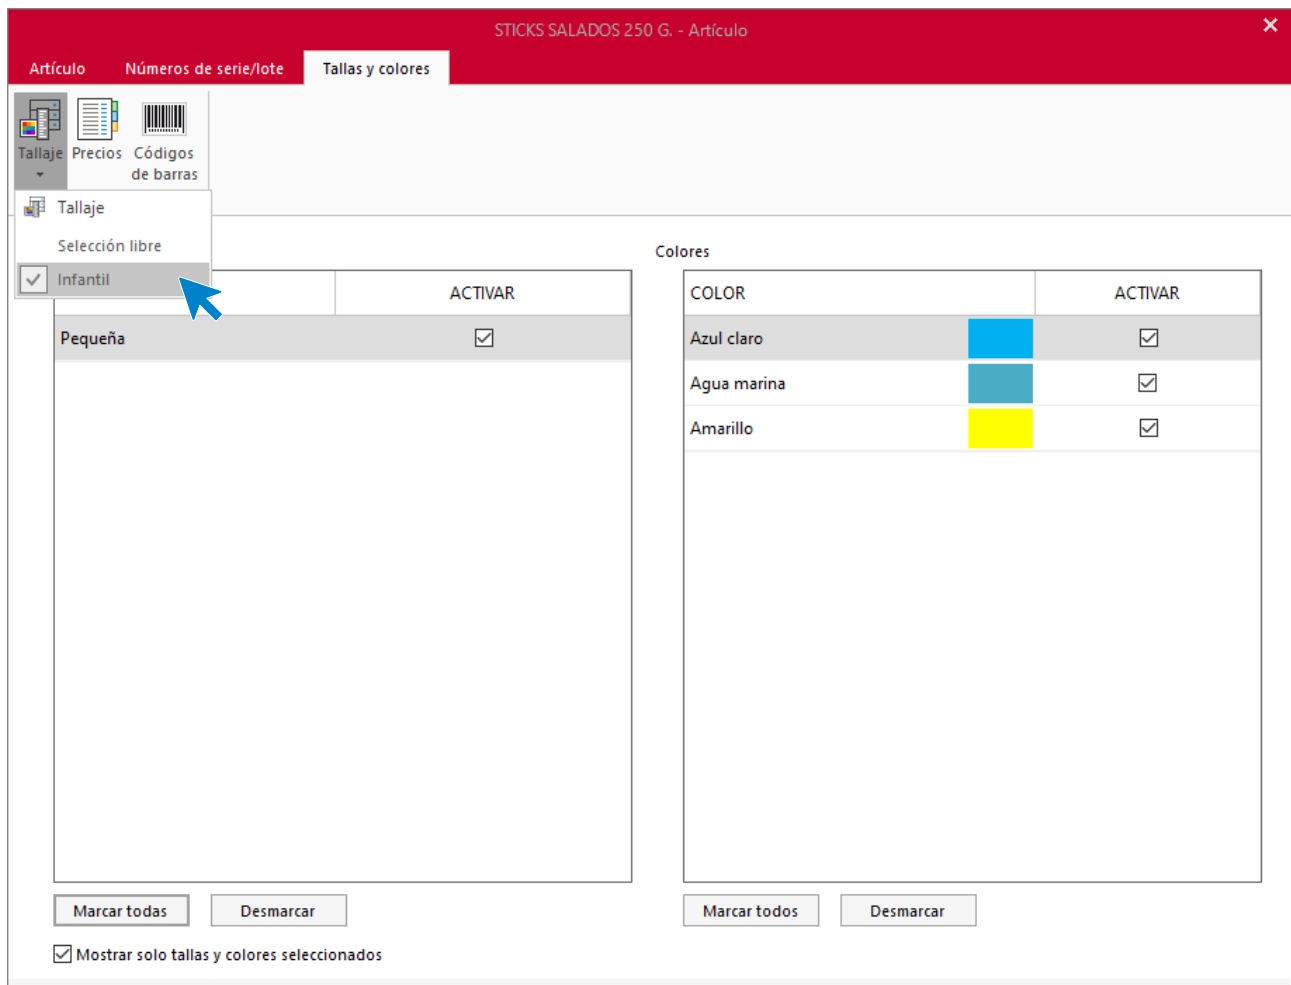 STICKS SALADOS 250 G. - Artículo
Artículo
Números de serie/lote
Tallas y colores
Tallaje
Precios
Códigos
de barras
Tallaje
Selección libre
Infantil
Colores
ACTIVAR
COLOR
ACTIVAR
Pequeña
Azul claro
Agua marina
Amarillo
Marcar todas
Desmarcar
Marcar todos
Desmarcar
Mostrar solo tallas y colores seleccionados